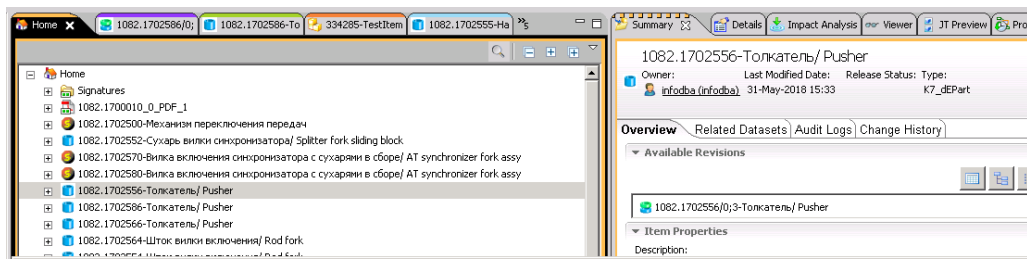 Home
1082.1702586/0;
1082.1702586-To
334285-TestItem
1082.1702555-Ha
5
Home
Signatures
1082.1700010_0_PDF_1
1082.1702500-Механизм переключения передач
1082.1702552-Сухарь вилки синхронизатора/ Splitter fork sliding block
1082.1702570-Вилка включения синхронизатора с сухарями в сборе/ AT synchronizer fork assy
1082.1702580-Вилка включения синхронизатора с сухарями в сборе/ AT synchronizer fork assy
1082.1702556-Толкатель/ Pusher
1082.1702586-Толкатель/ Pusher
1082.1702566-Толкатель/ Pusher
1082.1702564-Шток вилки включения/ Rod fork
Summary Details Impact Analysis Viewer JT Preview Pro
1082.1702556-Толкатель/ Pusher
Owner: Last Modified Date: Release Status: Type:
infodba (infodba) 31-May-2018 15:33 K7_dEPart
Overview Related Datasets Audit Logs Change History
Available Revisions
1082.1702556/0;3-Толкатель/ Pusher
Item Properties
Description: